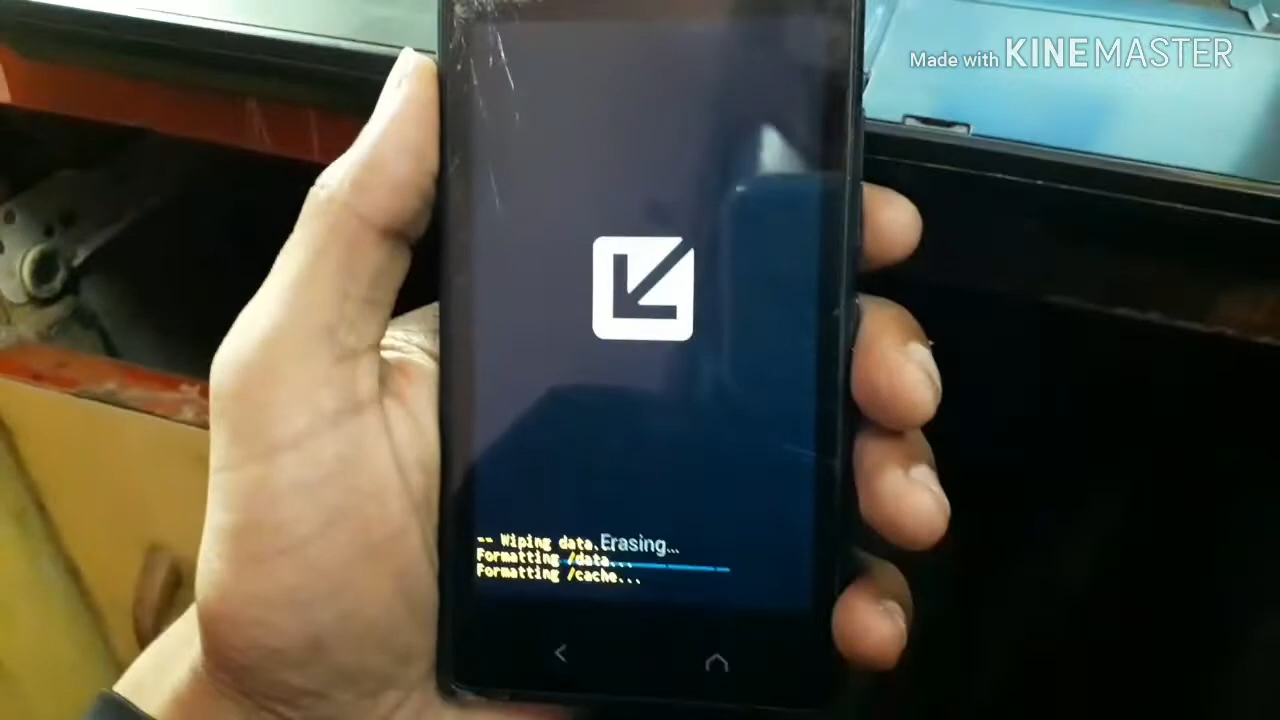 Made with KINEMASTER
-- Wiping data.
Erasing...
Formatting /data...
Formatting /cache...